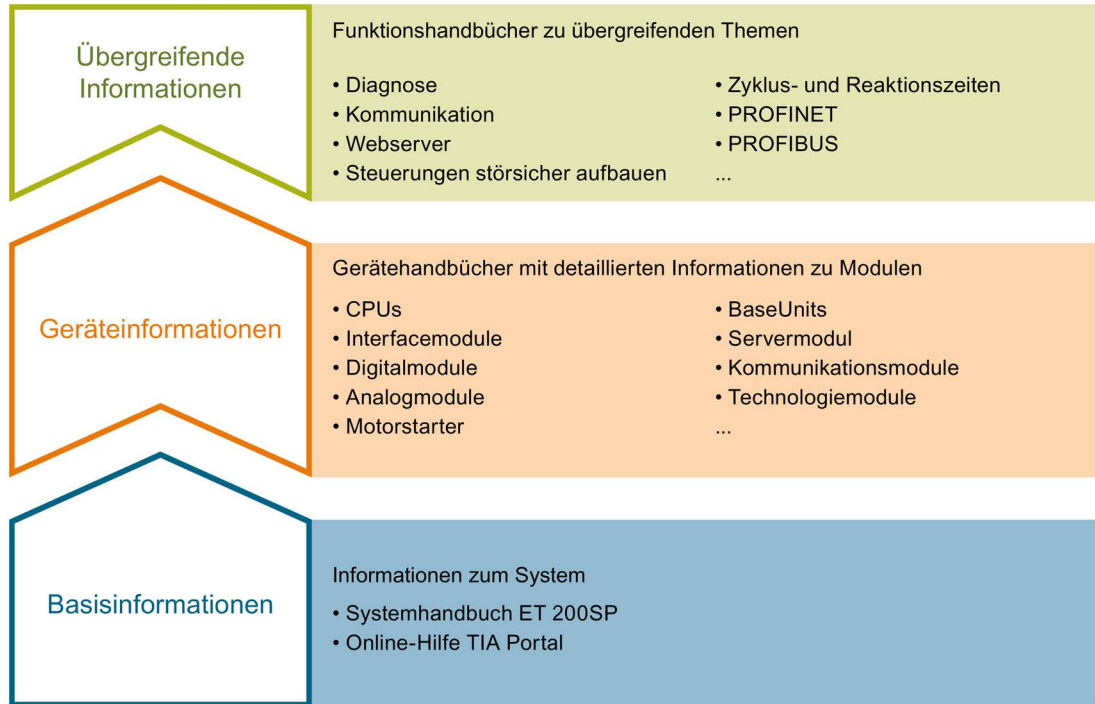 Übergreifende
Informationen
Funktionshandbücher zu übergreifenden Themen
• Diagnose
• Kommunikation
• Webserver
• Steuerungen störsicher aufbauen
• Zyklus- und Reaktionszeiten
• PROFINET
• PROFIBUS
...
Geräteinformationen
Gerätehandbücher mit detaillierten Informationen zu Modulen
• CPUs
• Interfacemodule
• Digitalmodule
• Analogmodule
• Motorstarter
• BaseUnits
• Servermodul
• Kommunikationsmodule
• Technologiemodule
...
Basisinformationen
Informationen zum System
• Systemhandbuch ET 200SP
• Online-Hilfe TIA Portal